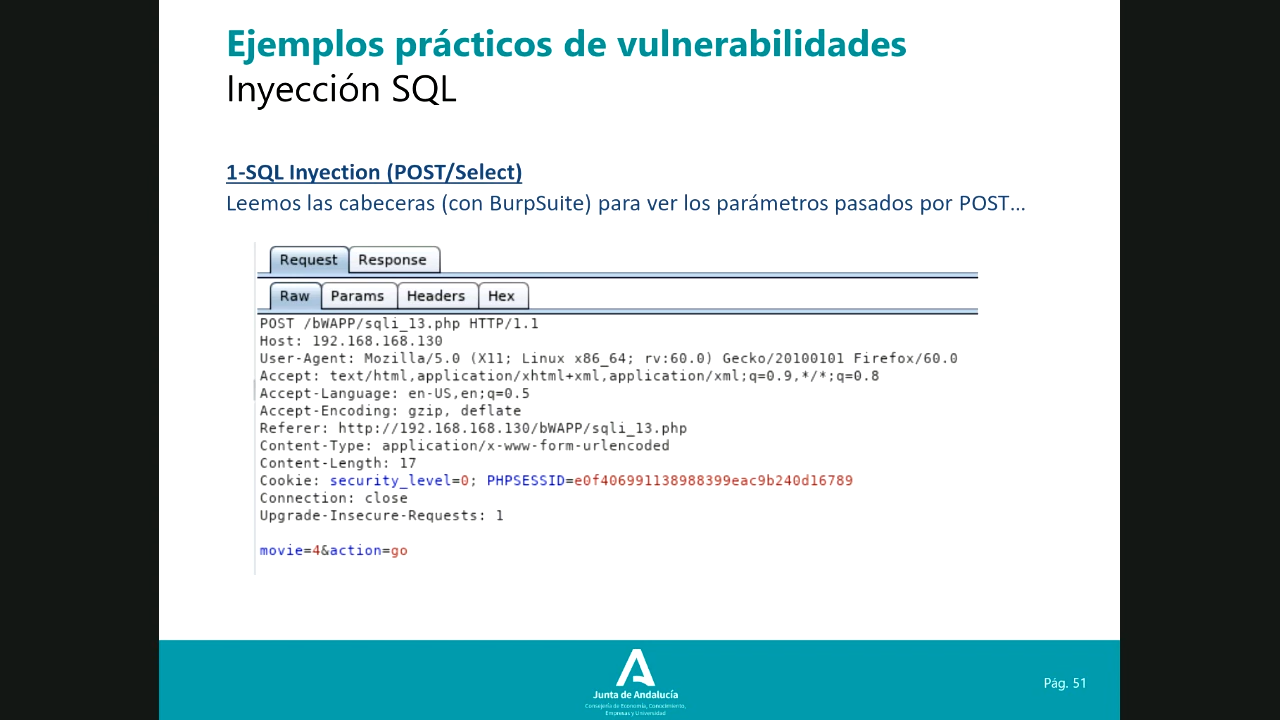 Ejemplos prácticos de vulnerabilidades
Inyección SQL
1-SQL Inyection (POST/Select)
Leemos las cabeceras (con BurpSuite) para ver los parámetros pasados por POST...
Request Response
Raw Params Headers Hex
POST /bWAPP/sqli_13.php HTTP/1.1
Host: 192.168.168.130
User-Agent: Mozilla/5.0 (X11; Linux x86_64; rv:60.0) Gecko/20100101 Firefox/60.0
Accept: text/html,application/xhtml+xml,application/xml;q=0.9,*/*;q=0.8
Accept-Language: en-US,en;q=0.5
Accept-Encoding: gzip, deflate
Referer: http://192.168.168.130/bWAPP/sqli_13.php
Content-Type: application/x-www-form-urlencoded
Content-Length: 17
Cookie: security_level=0; PHPSESSID=e0f406991138988399eac9b240d16789
Connection: close
Upgrade-Insecure-Requests: 1
movie=4&action=go
Junta de Andalucía
Consejería de Economía, Conocimiento,
Empresas y Universidad
Pág. 51